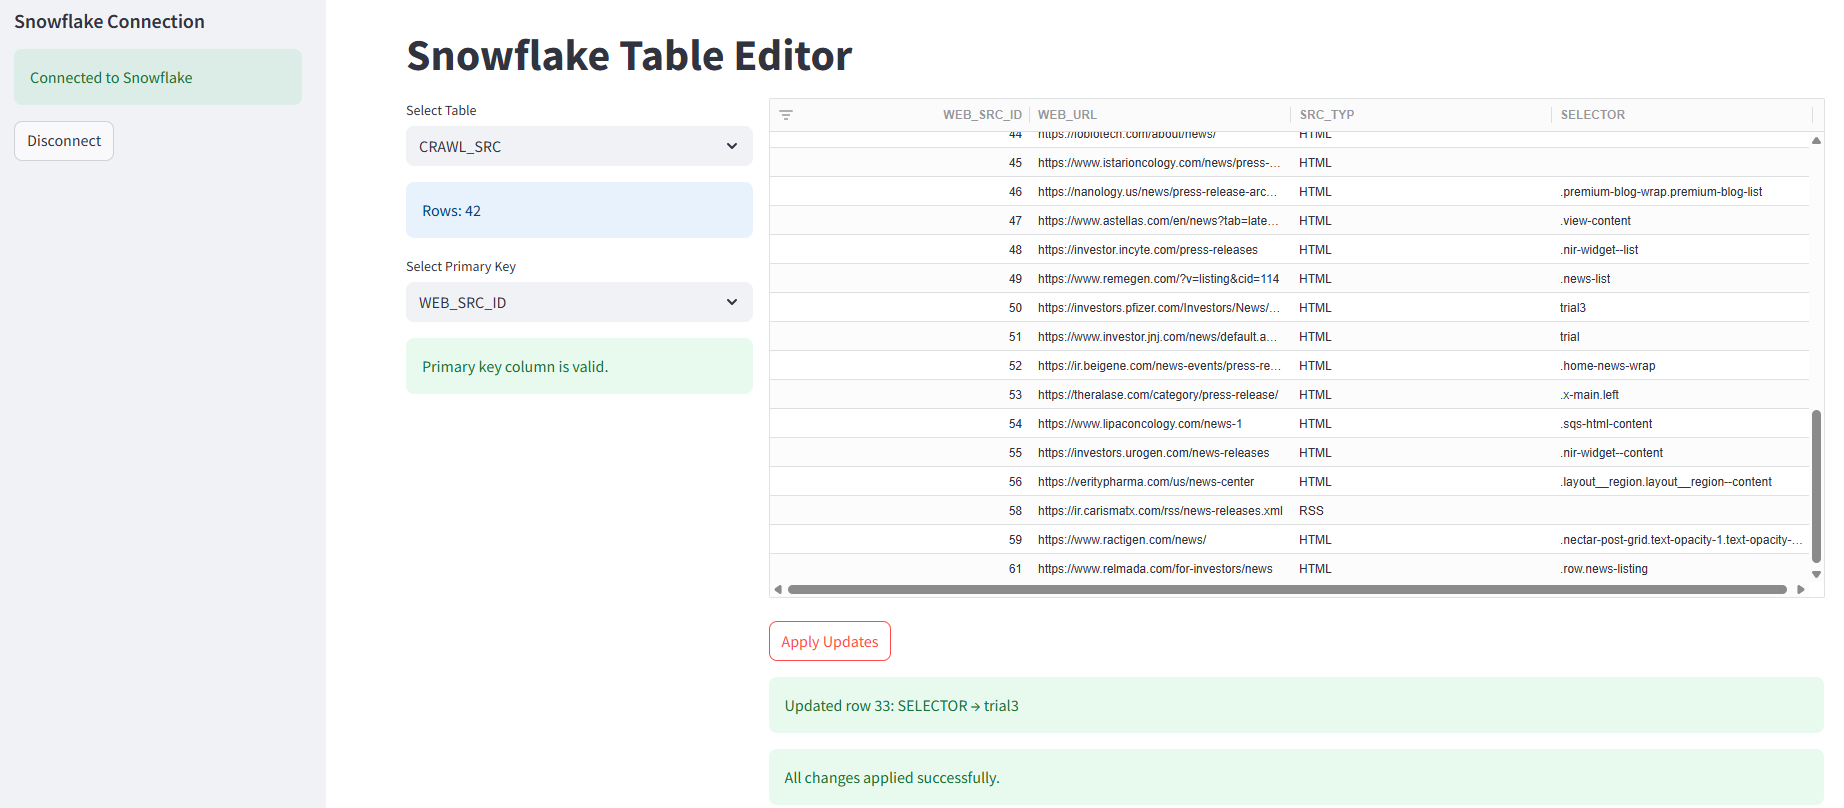 Snowflake Connection
Connected to Snowflake
Disconnect
Snowflake Table Editor
Select Table
CRAWL_SRC
Rows: 42
Select Primary Key
WEB_SRC_ID
Primary key column is valid.
WEB_SRC_ID WEB_URL SRC_TYP SELECTOR
44 https://iobiotech.com/about/news/ HTML
45 https://www.istarioncology.com/news/press-... HTML
46 https://nanology.us/news/press-release-arc... HTML .premium-blog-wrap.premium-blog-list
47 https://www.astellas.com/en/news?tab=late... HTML .view-content
48 https://investor.incyte.com/press-releases HTML .nir-widget--list
49 https://www.remegen.com/?v=listing&cid=114 HTML .news-list
50 https://investors.pfizer.com/Investors/News/... HTML trial3
51 https://www.investor.jnj.com/news/default.a... HTML trial
52 https://ir.beigene.com/news-events/press-re... HTML .home-news-wrap
53 https://theralase.com/category/press-release/ HTML .x-main.left
54 https://www.lipaconcology.com/news-1 HTML .sqs-html-content
55 https://investors.urogen.com/news-releases HTML .nir-widget--content
56 https://veritypharma.com/us/news-center HTML .layout__region.layout__region--content
58 https://ir.carismatx.com/rss/news-releases.xml RSS
59 https://www.ractigen.com/news/ HTML .nectar-post-grid.text-opacity-1.text-opacity-...
61 https://www.relmada.com/for-investors/news HTML .row.news-listing
Apply Updates
Updated row 33: SELECTOR → trial3
All changes applied successfully.